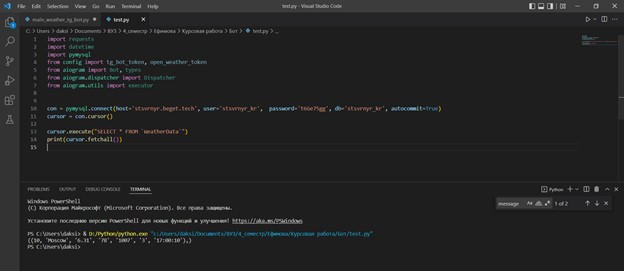 File Edit Selection View Go Run Terminal Help
test.py - Visual Studio Code
main_weather_tg_bot.py
test.py
C: > Users > daksi > Documents > ВУЗ > 4_семестр > Ефимкова > Курсовая работа > Бот > test.py > ...
1 import requests
2 import datetime
3 import pymysql
4 from config import tg_bot_token, open_weather_token
5 from aiogram import Bot, types
6 from aiogram.dispatcher import Dispatcher
7 from aiogram.utils import executor
8
9
10 con = pymysql.connect(host='stsvrnyr.beget.tech', user='stsvrnyr_kr', password='t6Ge75gg', db='stsvrnyr_kr', autocommit=True)
11 cursor = con.cursor()
12
13 cursor.execute("SELECT * FROM `WeatherData`")
14 print(cursor.fetchall())
15
PROBLEMS OUTPUT DEBUG CONSOLE TERMINAL
Python
message
Aa
1 of 2
Windows PowerShell
(C) Корпорация Майкрософт (Microsoft Corporation). Все права защищены.
Установите последнюю версию PowerShell для новых функций и улучшений! https://aka.ms/PSWindows
PS C:\Users\daksi> & D:/Python/python.exe "c:/Users/daksi/Documents/ВУЗ/4_семестр/Ефимкова/Курсовая работа/Бот/test.py"
((10, 'Moscow', '6.31', '78', '1007', '3', '17:00:10'),)
PS C:\Users\daksi>